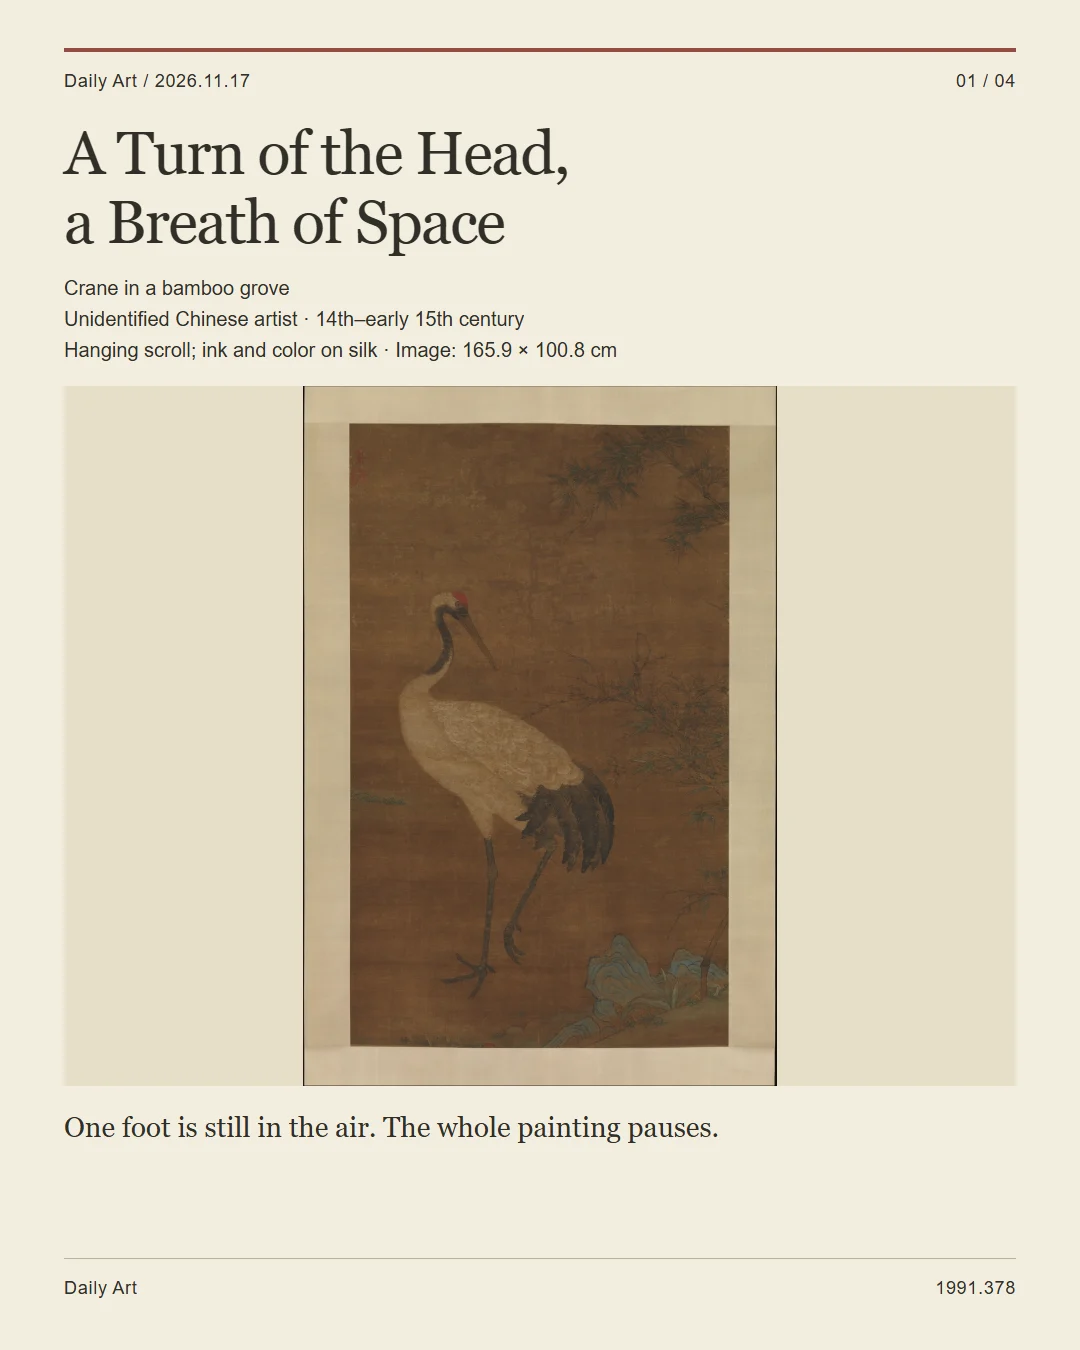 Daily Art / 2026.11.17
01 / 04
A Turn of the Head,
a Breath of Space
Crane in a bamboo grove
Unidentified Chinese artist · 14th–early 15th century
Hanging scroll; ink and color on silk · Image: 165.9 × 100.8 cm
One foot is still in the air. The whole painting pauses.
Daily Art
1991.378